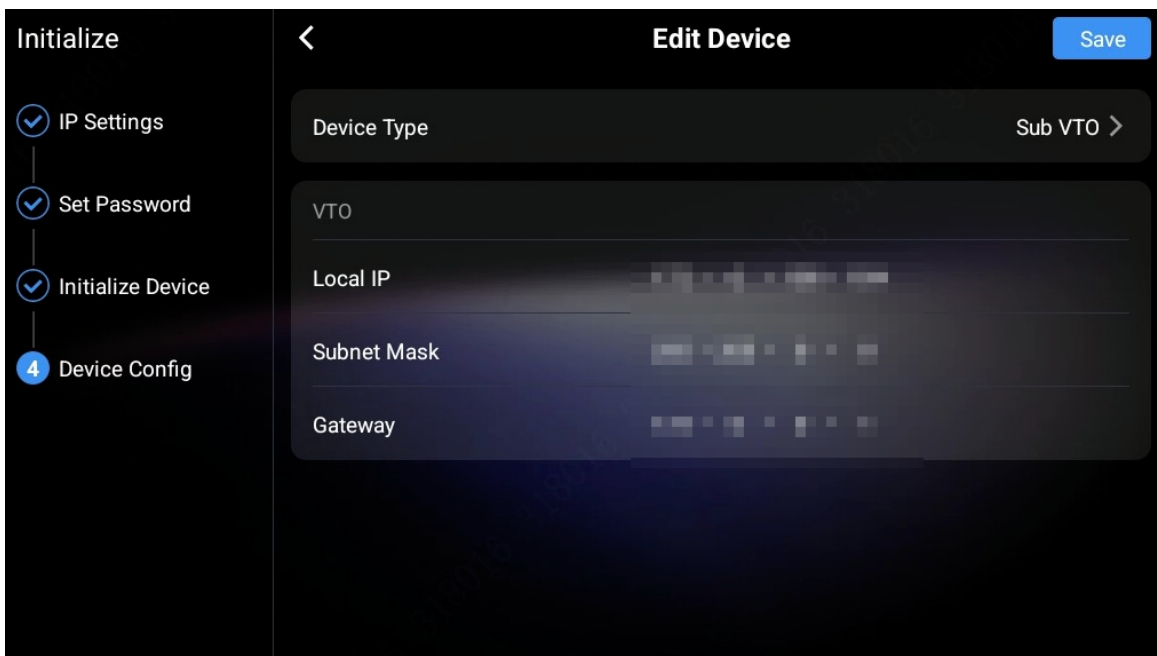 Initialize
Edit Device
Save
IP Settings
Set Password
Initialize Device
4 Device Config
Device Type
Sub VTO
VTO
Local IP
Subnet Mask
Gateway